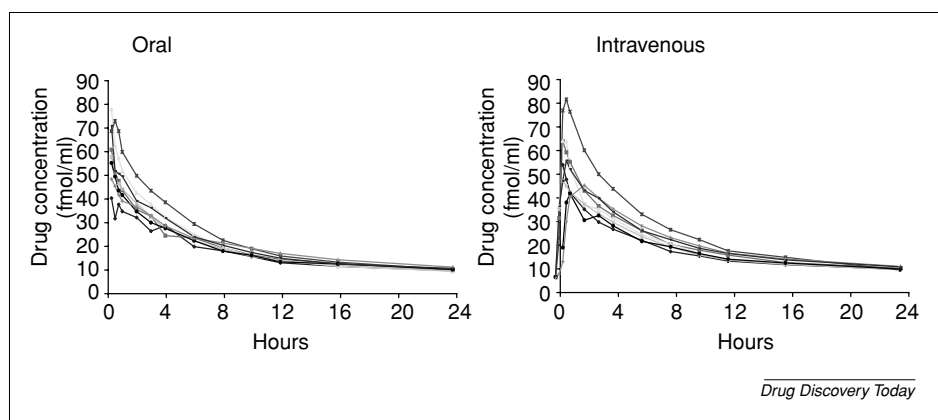 Oral
Drug concentration
(fmol/ml)
90
80
70
60
50
40
30
20
10
0
0 4 8 12 16 20 24
Hours
Intravenous
Drug concentration
(fmol/ml)
90
80
70
60
50
40
30
20
10
0
0 4 8 12 16 20 24
Hours
Drug Discovery Today